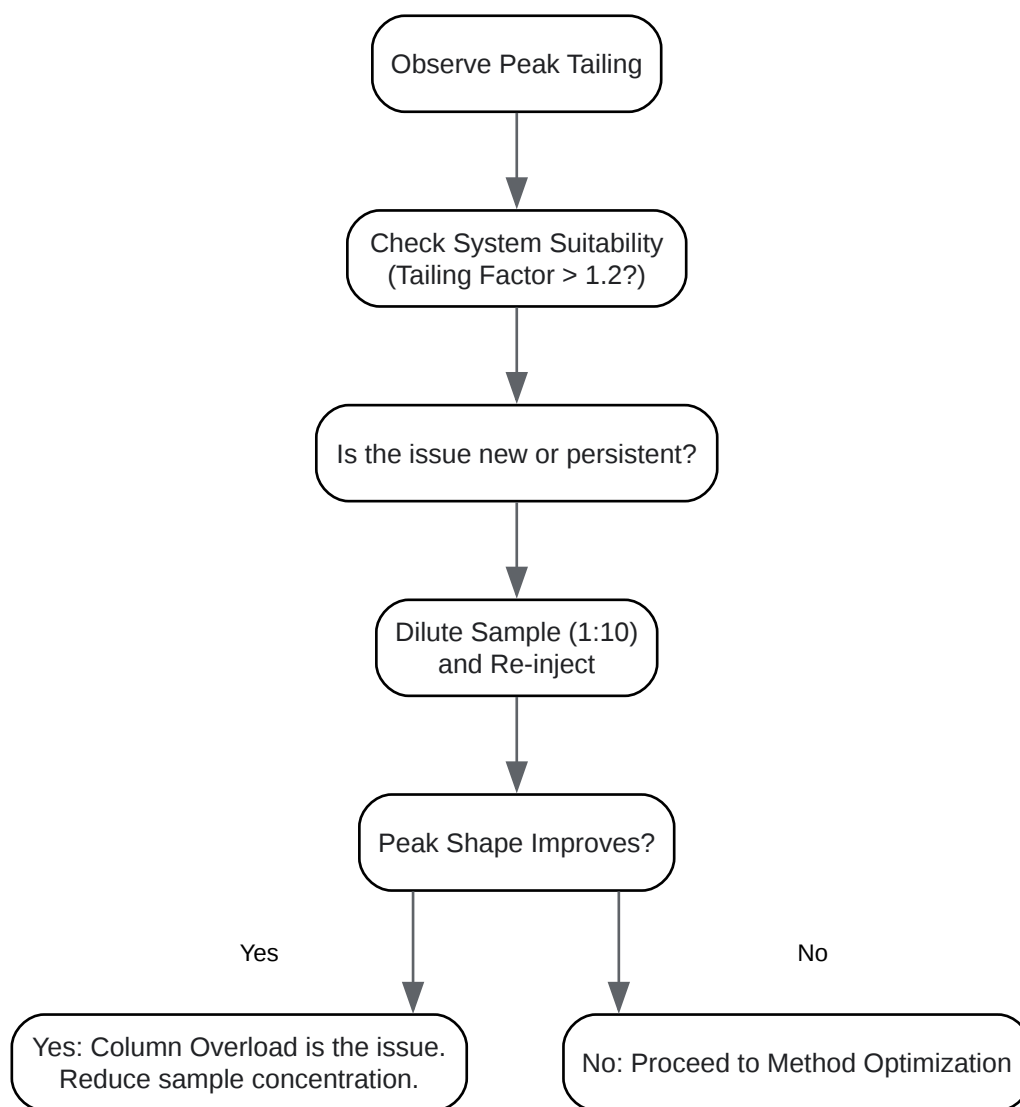 Observe Peak Tailing
Check System Suitability
(Tailing Factor > 1.2?)
Is the issue new or persistent?
Dilute Sample (1:10)
and Re-inject
Peak Shape Improves?
Yes
No
Yes: Column Overload is the issue.
Reduce sample concentration.
No: Proceed to Method Optimization